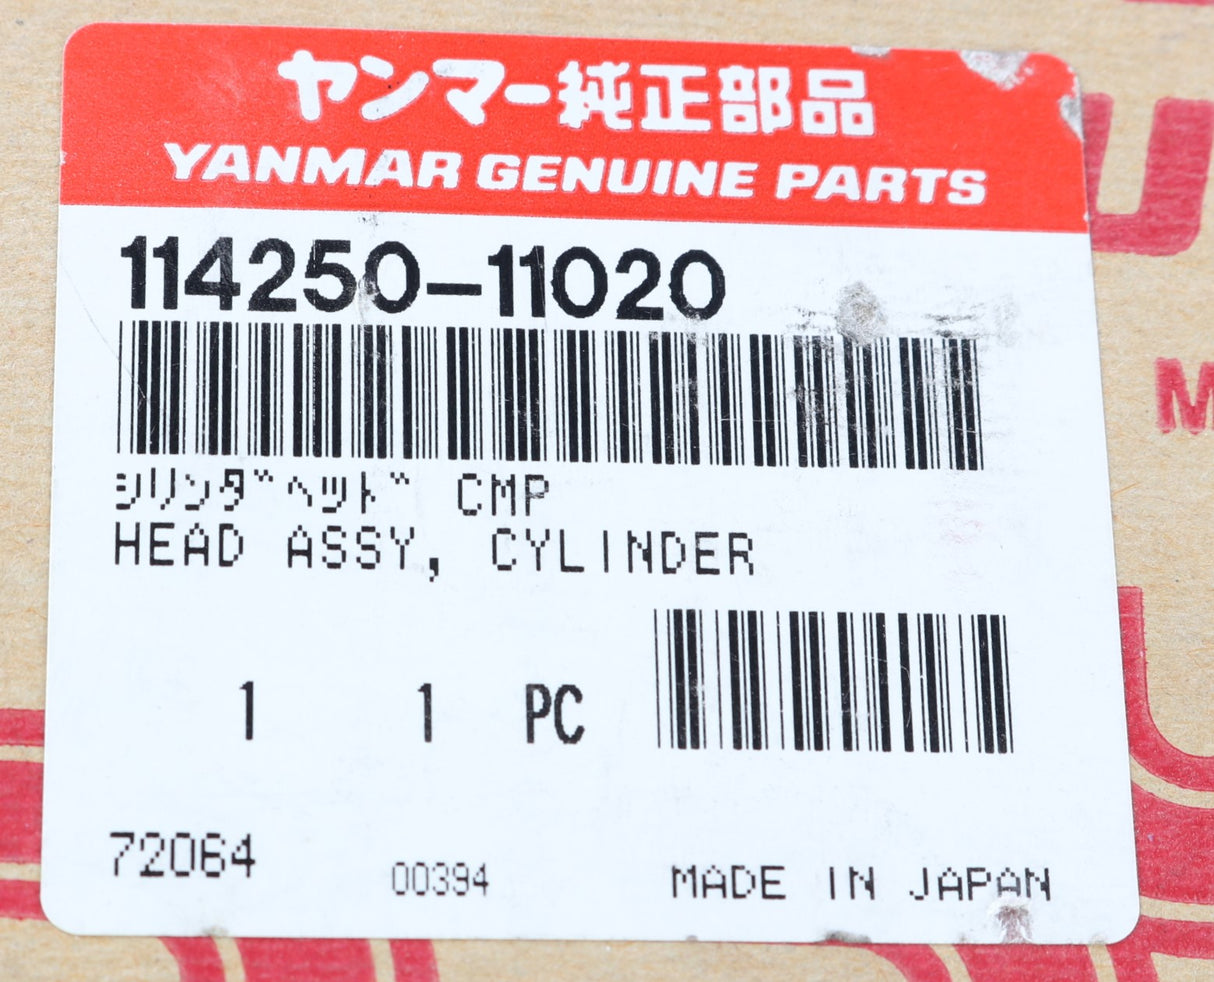 ヤンマー純正部品
YANMAR GENUINE PARTS
114250-11020
シリンダ゛ヘット゛ CMP
HEAD ASSY, CYLINDER
1 1 PC
72064 00394 MADE IN JAPAN